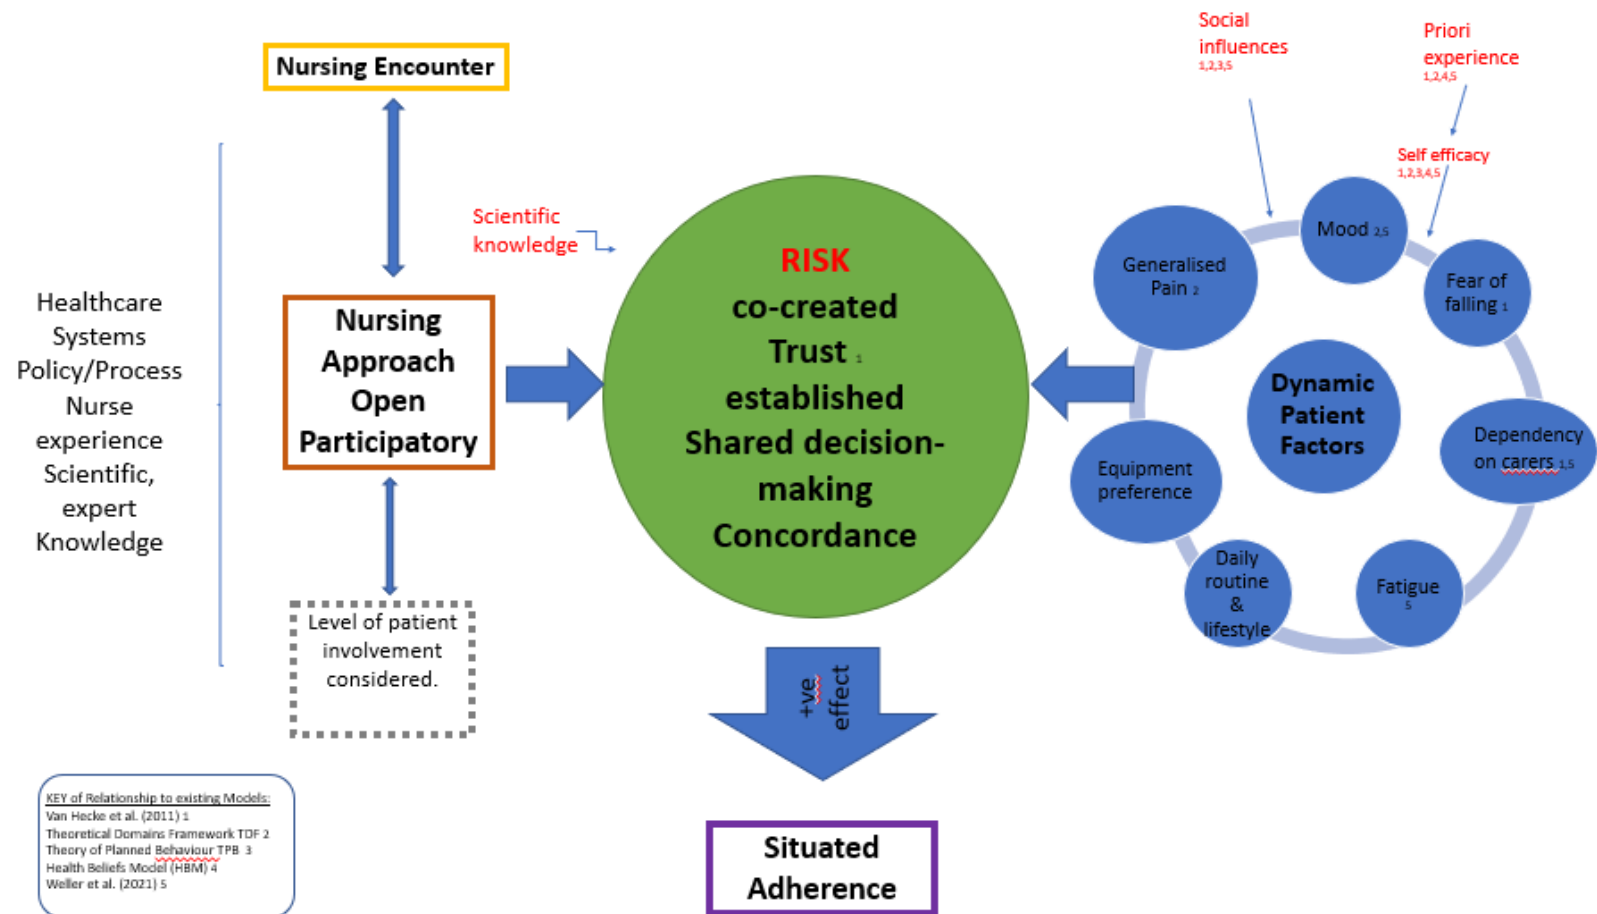 Nursing Encounter
Healthcare
Systems
Policy/Process
Nurse
experience
Scientific,
expert
Knowledge
Nursing
Approach
Open
Participatory
Level of patient
involvement
considered.
Scientific
knowledge
RISK
co-created
Trust 1
established
Shared decision-
making
Concordance
+ve
effect
Situated
Adherence
Social
influences
1,2,3,5
Priori
experience
1,2,4,5
Self efficacy
1,2,3,4,5
Mood 2,5
Fear of
falling 1
Dependency
on carers 1,5
Fatigue
5
Daily
routine
&
lifestyle
Equipment
preference
Generalised
Pain 2
Dynamic
Patient
Factors
KEY of Relationship to existing Models:
Van Hecke et al. (2011) 1
Theoretical Domains Framework TDF 2
Theory of Planned Behaviour TPB 3
Health Beliefs Model (HBM) 4
Weller et al. (2021) 5